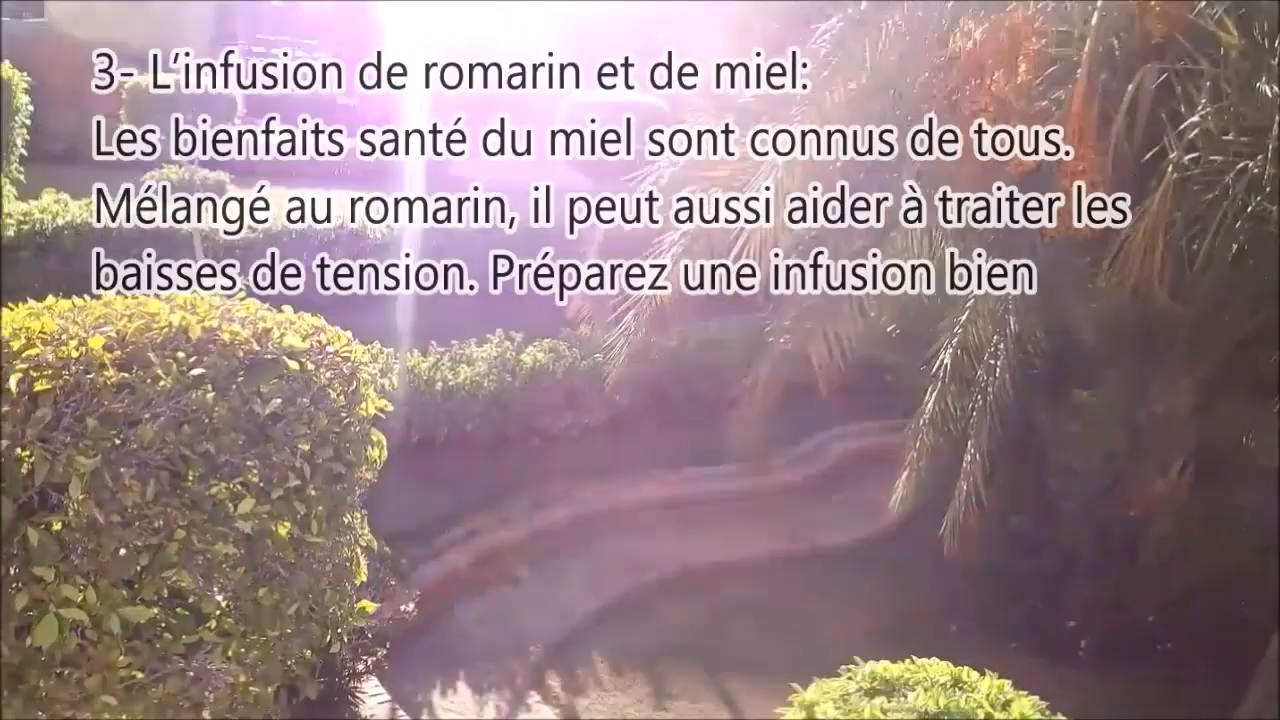 3- L’infusion de romarin et de miel:
Les bienfaits santé du miel sont connus de tous.
Mélangé au romarin, il peut aussi aider à traiter les
baisses de tension. Préparez une infusion bien